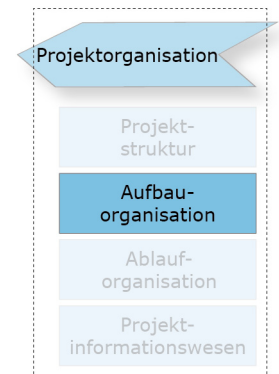 Projektorganisation
Projekt-
struktur
Aufbau-
organisation
Ablauf-
organisation
Projekt-
informationswesen